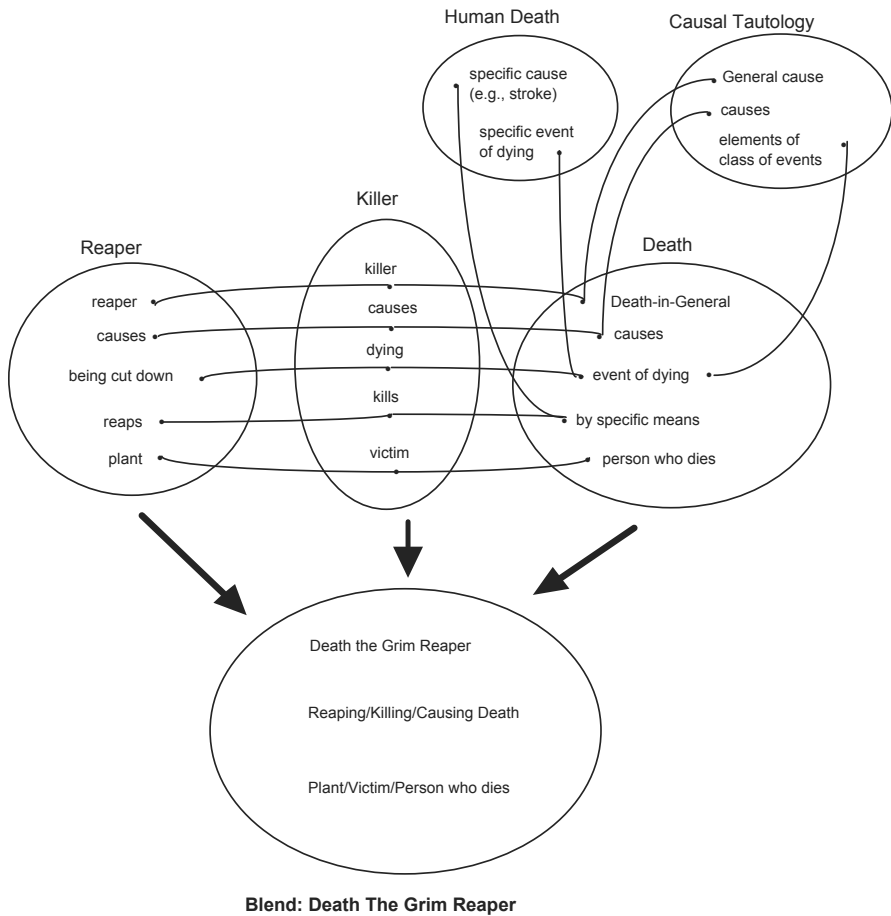 Human Death
specific cause
(e.g., stroke)
specific event
of dying
Causal Tautology
General cause
causes
elements of
class of events
Reaper
reaper
causes
being cut down
reaps
plant
Killer
killer
causes
dying
kills
victim
Death
Death-in-General
causes
event of dying
by specific means
person who dies
Death the Grim Reaper
Reaping/Killing/Causing Death
Plant/Victim/Person who dies
Blend: Death The Grim Reaper